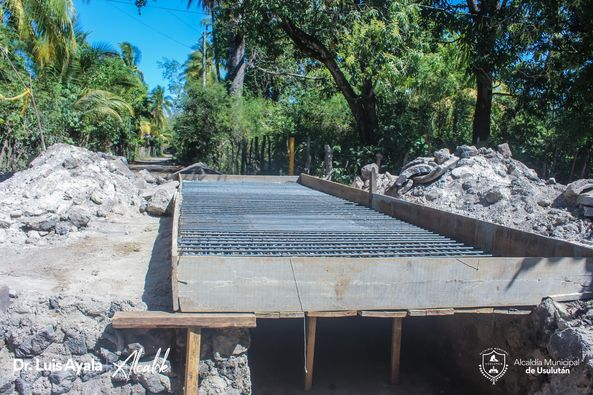 Dr. Luis Ayala Alcalde
Alcaldía Municipal
de Usulután